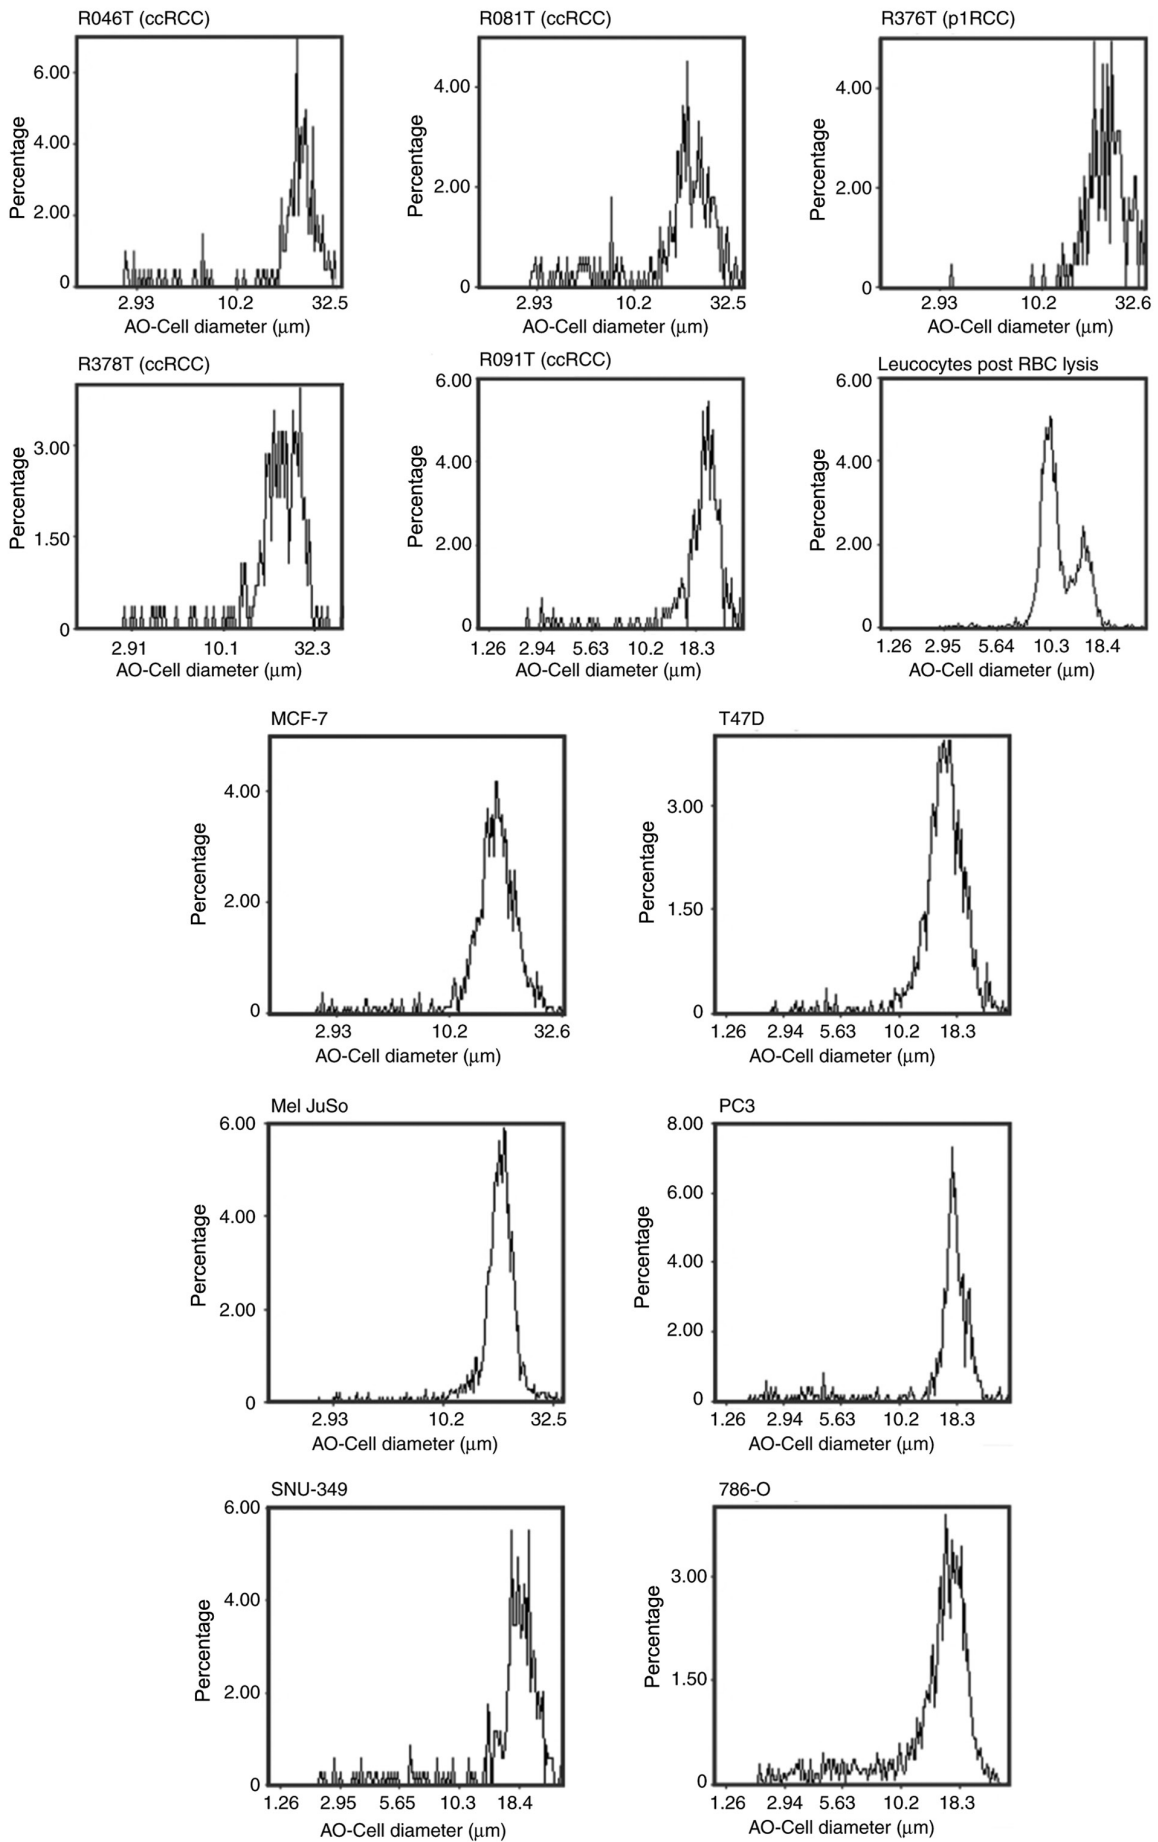 R046T (ccRCC)
Percentage
6.00
4.00
2.00
0
2.93 10.2 32.5
AO-Cell diameter (μm)
R081T (ccRCC)
Percentage
4.00
2.00
0
2.93 10.2 32.5
AO-Cell diameter (μm)
R376T (p1RCC)
Percentage
4.00
2.00
0
2.93 10.2 32.6
AO-Cell diameter (μm)
R378T (ccRCC)
Percentage
3.00
1.50
0
2.91 10.1 32.3
AO-Cell diameter (μm)
R091T (ccRCC)
Percentage
6.00
4.00
2.00
0
1.26 2.94 5.63 10.2 18.3
AO-Cell diameter (μm)
Leucocytes post RBC lysis
Percentage
6.00
4.00
2.00
0
1.26 2.95 5.64 10.3 18.4
AO-Cell diameter (μm)
MCF-7
Percentage
4.00
2.00
0
2.93 10.2 32.6
AO-Cell diameter (μm)
T47D
Percentage
3.00
1.50
0
1.26 2.94 5.63 10.2 18.3
AO-Cell diameter (μm)
Mel JuSo
Percentage
6.00
4.00
2.00
0
2.93 10.2 32.5
AO-Cell diameter (μm)
PC3
Percentage
8.00
6.00
4.00
2.00
0
1.26 2.94 5.63 10.2 18.3
AO-Cell diameter (μm)
SNU-349
Percentage
6.00
4.00
2.00
0
1.26 2.95 5.65 10.3 18.4
AO-Cell diameter (μm)
786-O
Percentage
3.00
1.50
0
1.26 2.94 5.63 10.2 18.3
AO-Cell diameter (μm)